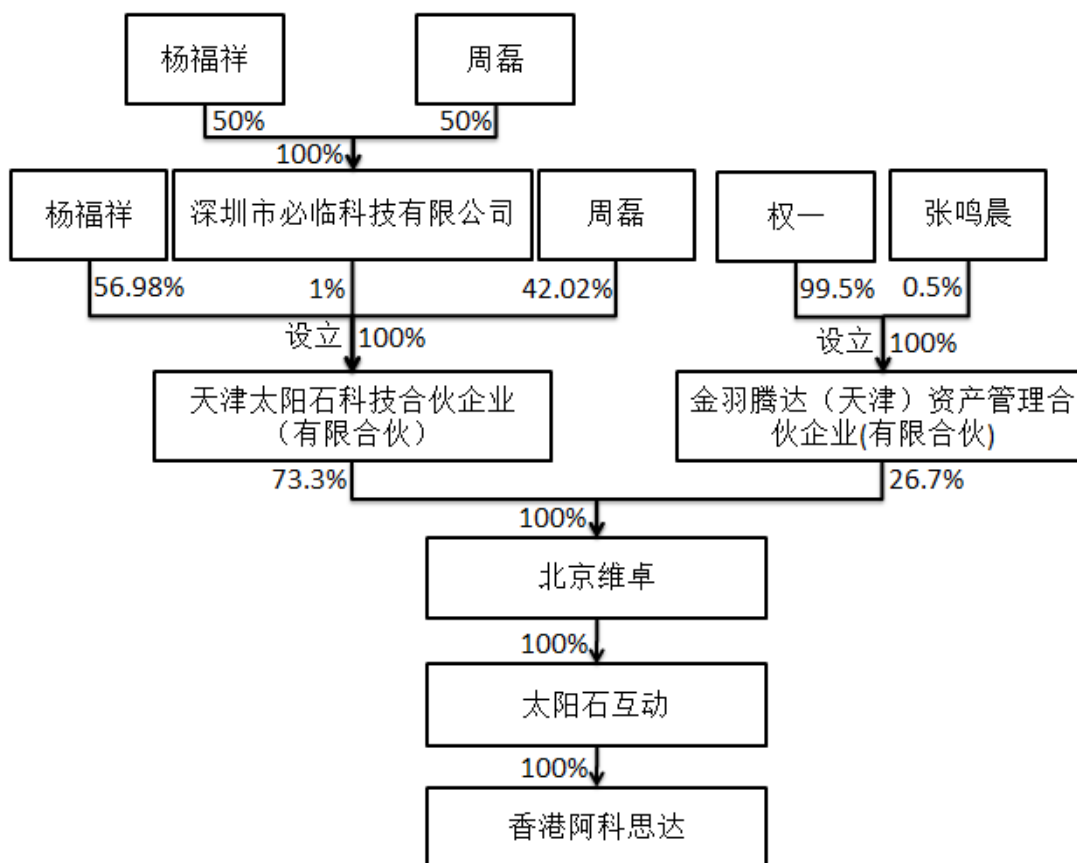 杨福祥
周磊
50%
50%
100%
杨福祥
深圳市必临科技有限公司
周磊
权一
张鸣晨
56.98%
1%
42.02%
99.5%
0.5%
设立
100%
设立
100%
天津太阳石科技合伙企业
（有限合伙）
金羽腾达（天津）资产管理合
伙企业(有限合伙)
73.3%
26.7%
100%
北京维卓
100%
太阳石互动
100%
香港阿科思达